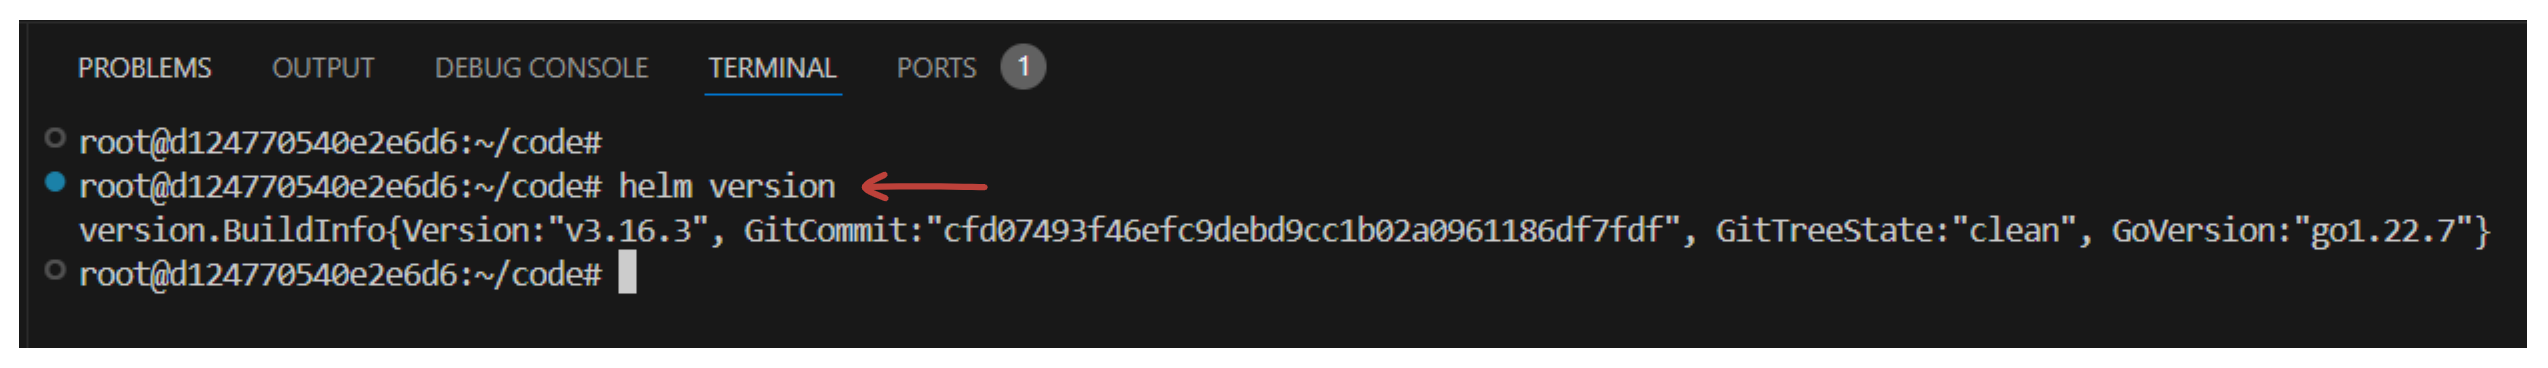 PROBLEMS OUTPUT DEBUG CONSOLE TERMINAL PORTS 1
root@d124770540e2e6d6:~/code#
root@d124770540e2e6d6:~/code# helm version
version.BuildInfo{Version:"v3.16.3", GitCommit:"cfd07493f46efc9debd9cc1b02a0961186df7fdf", GitTreeState:"clean", GoVersion:"go1.22.7"}
root@d124770540e2e6d6:~/code#